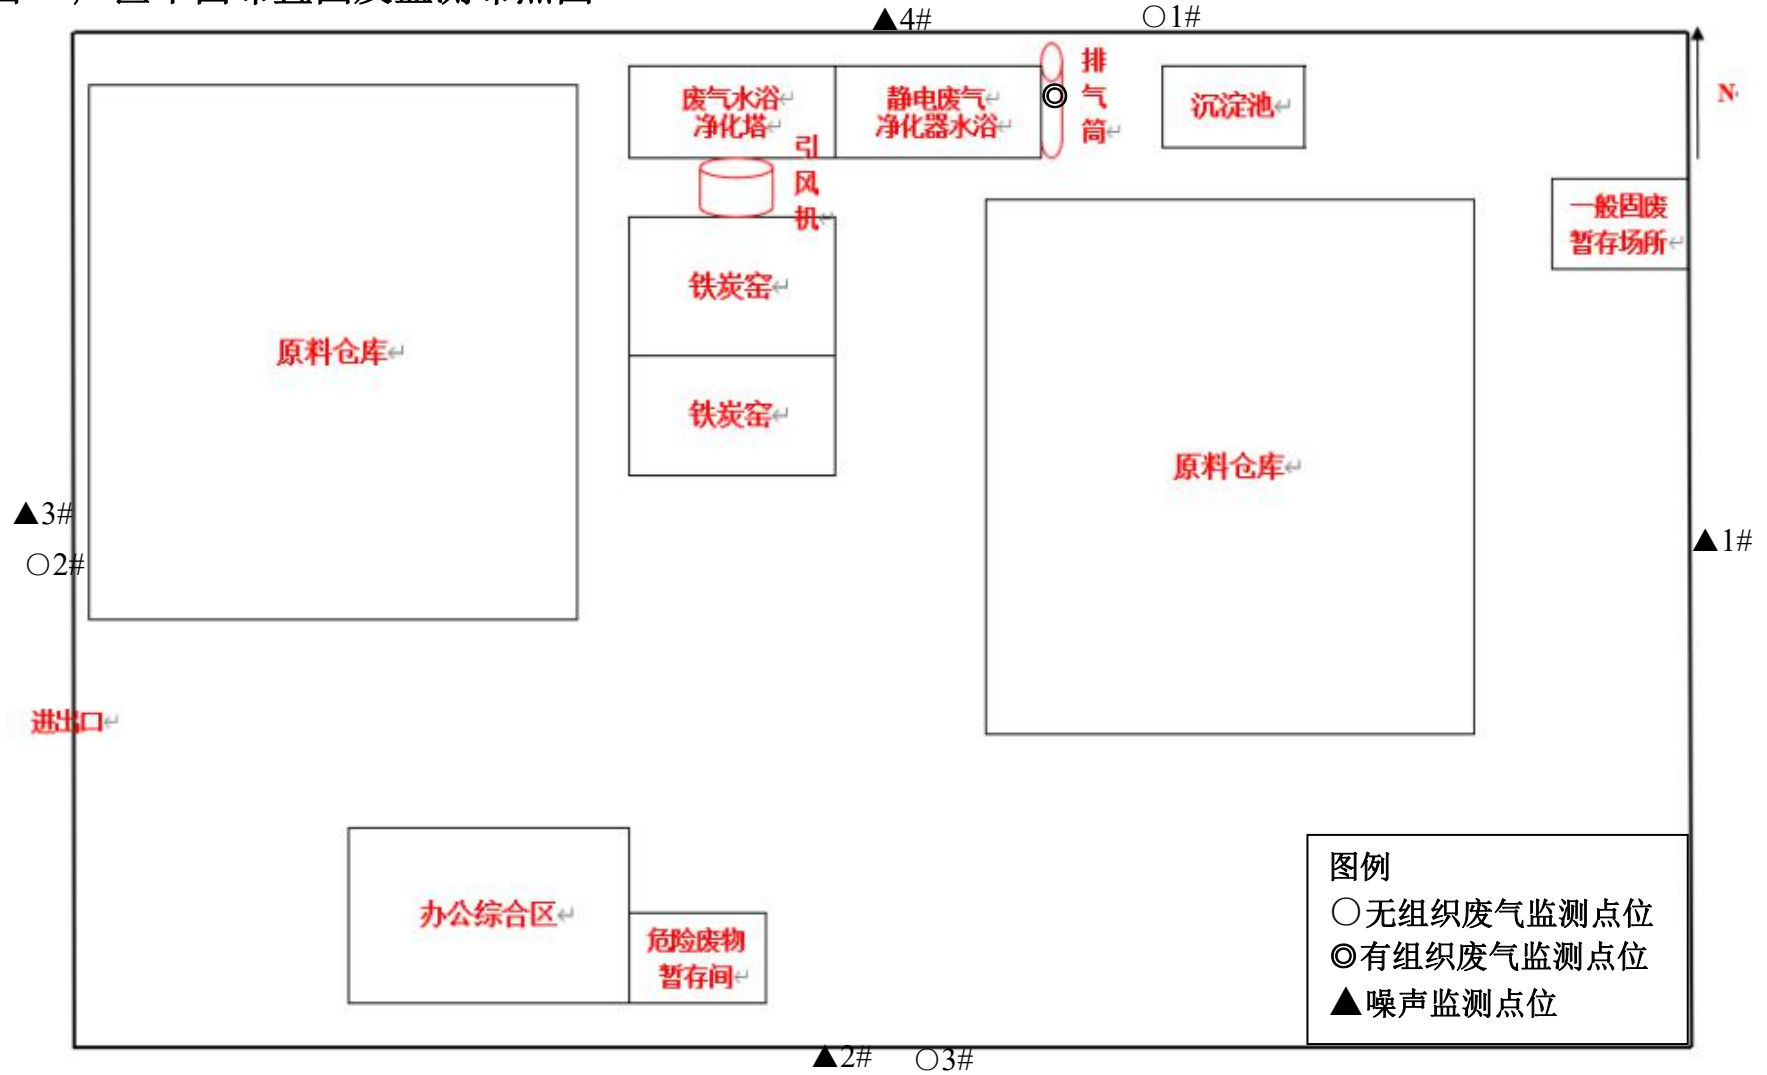 ▲4#
○1#
废气水浴
净化塔
静电废气
净化器水浴
排
气
筒
◎
沉淀池
N
引
风
机
一般固废
暂存场所
铁炭窑
原料仓库
铁炭窑
原料仓库
▲3#
○2#
▲1#
进出口
办公综合区
危险废物
暂存间
图例
○无组织废气监测点位
◎有组织废气监测点位
▲噪声监测点位
▲2#
○3#